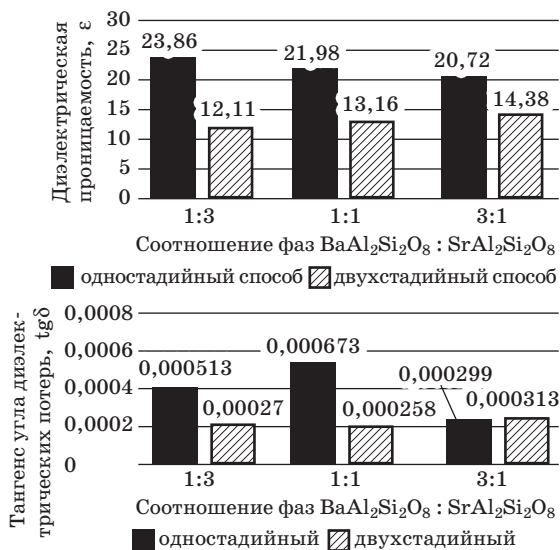 Диэлектрическая
проницаемость, ε
30
25
20
15
10
5
0
23,86
12,11
21,98
13,16
20,72
14,38
1:3 1:1 3:1
Соотношение фаз BaAl₂Si₂O₈ : SrAl₂Si₂O₈
одностадийный способ двухстадийный способ
Тангенс угла диэлек-
трических потерь, tgδ
0,0008
0,0006
0,0004
0,0002
0
0,000513
0,00027
0,000673
0,000258
0,000299
0,000313
1:3 1:1 3:1
Соотношение фаз BaAl₂Si₂O₈ : SrAl₂Si₂O₈
одностадийный двухстадийный